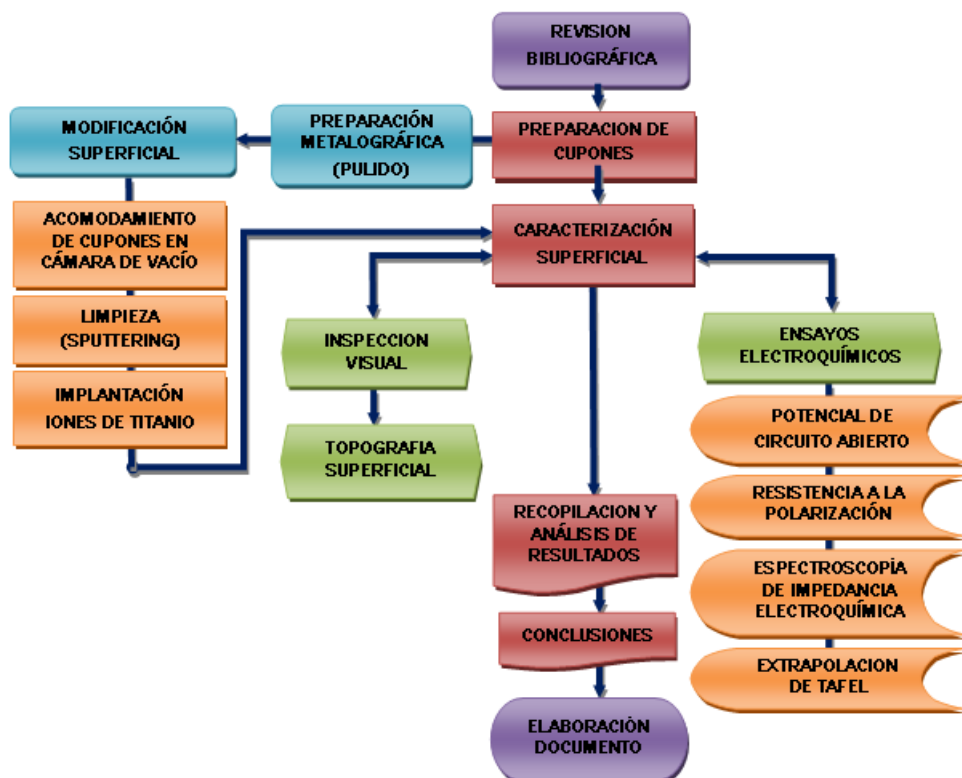 REVISION
BIBLIOGRÁFICA
MODIFICACIÓN
SUPERFICIAL
PREPARACIÓN
METALOGRÁFICA
(PULIDO)
PREPARACION DE
CUPONES
ACOMODAMIENTO
DE CUPONES EN
CÁMARA DE VACÍO
LIMPIEZA
(SPUTTERING)
IMPLANTACIÓN
IONES DE TITANIO
CARACTERIZACIÓN
SUPERFICIAL
INSPECCION
VISUAL
TOPOGRAFIA
SUPERFICIAL
ENSAYOS
ELECTROQUÍMICOS
POTENCIAL DE
CIRCUITO ABIERTO
RESISTENCIA A LA
POLARIZACIÓN
ESPECTROSCOPÍA
DE IMPEDANCIA
ELECTROQUÍMICA
EXTRAPOLACION
DE TAFEL
RECOPILACION Y
ANÁLISIS DE
RESULTADOS
CONCLUSIONES
ELABORACIÓN
DOCUMENTO